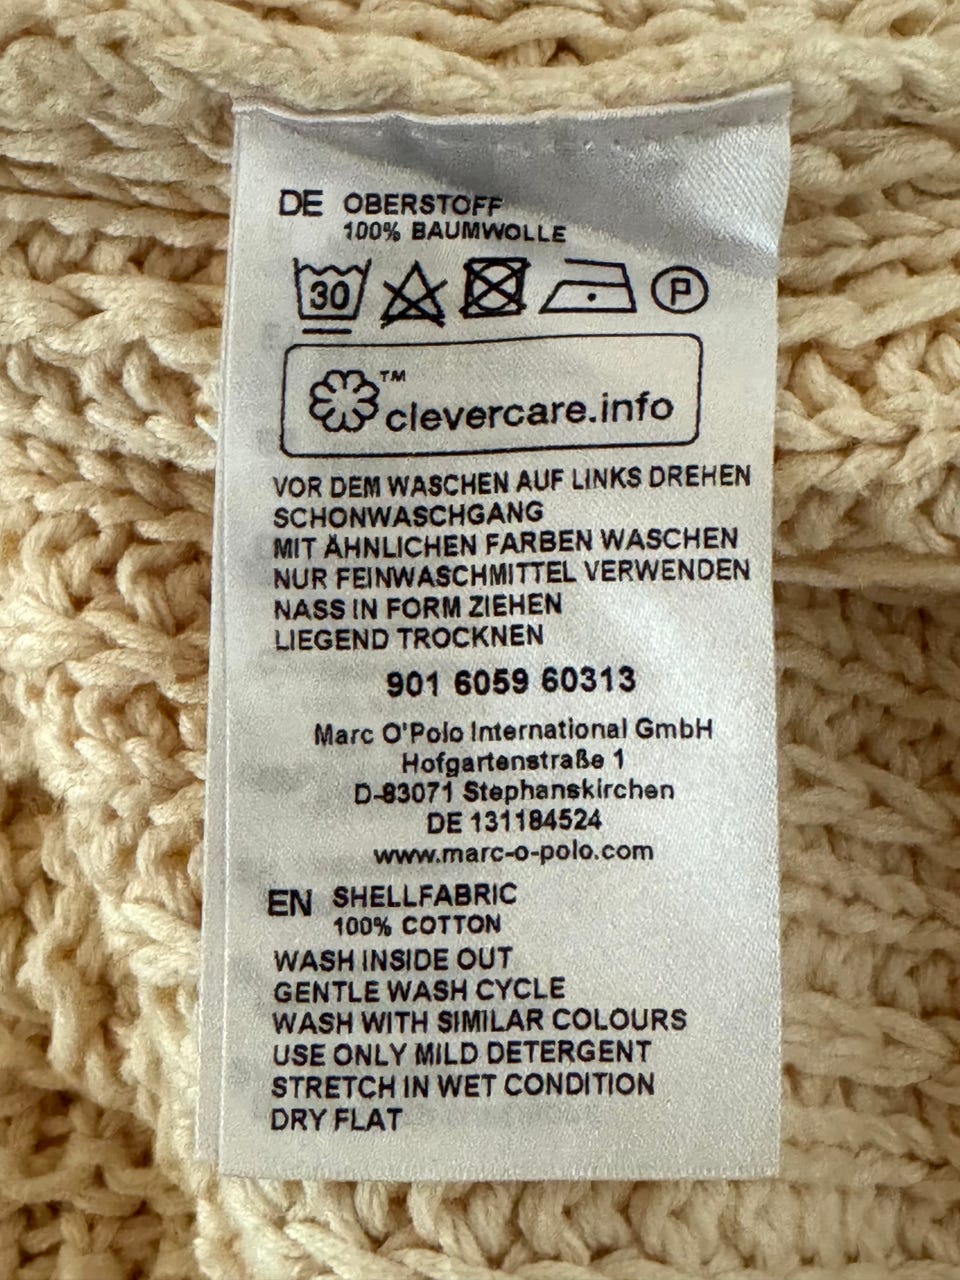 DE OBERSTOFF
100% BAUMWOLLE
30 P
™ clevercare.info
VOR DEM WASCHEN AUF LINKS DREHEN
SCHONWASCHGANG
MIT ÄHNLICHEN FARBEN WASCHEN
NUR FEINWASCHMITTEL VERWENDEN
NASS IN FORM ZIEHEN
LIEGEND TROCKNEN
901 6059 60313
Marc O'Polo International GmbH
Hofgartenstraße 1
D-83071 Stephanskirchen
DE 131184524
www.marc-o-polo.com
EN SHELLFABRIC
100% COTTON
WASH INSIDE OUT
GENTLE WASH CYCLE
WASH WITH SIMILAR COLOURS
USE ONLY MILD DETERGENT
STRETCH IN WET CONDITION
DRY FLAT